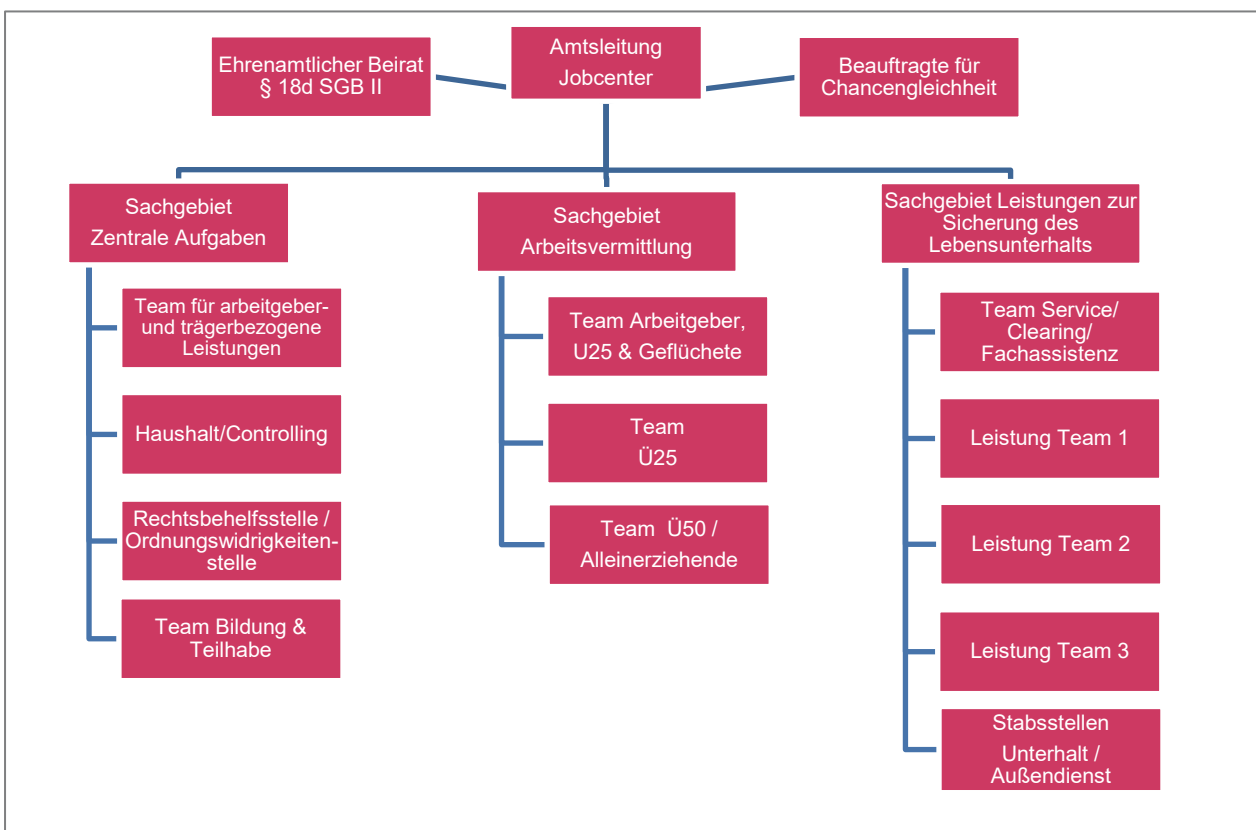 Ehrenamtlicher Beirat
§ 18d SGB II
Amtsleitung
Jobcenter
Beauftragte für
Chancengleichheit
Sachgebiet
Zentrale Aufgaben
Team für arbeitgeber-
und trägerbezogene
Leistungen
Haushalt/Controlling
Rechtsbehelfsstelle /
Ordnungswidrigkeiten-
stelle
Team Bildung &
Teilhabe
Sachgebiet
Arbeitsvermittlung
Team Arbeitgeber,
U25 & Geflüchete
Team
Ü25
Team Ü50 /
Alleinerziehende
Sachgebiet Leistungen zur
Sicherung des
Lebensunterhalts
Team Service/
Clearing/
Fachassistenz
Leistung Team 1
Leistung Team 2
Leistung Team 3
Stabsstellen
Unterhalt /
Außendienst